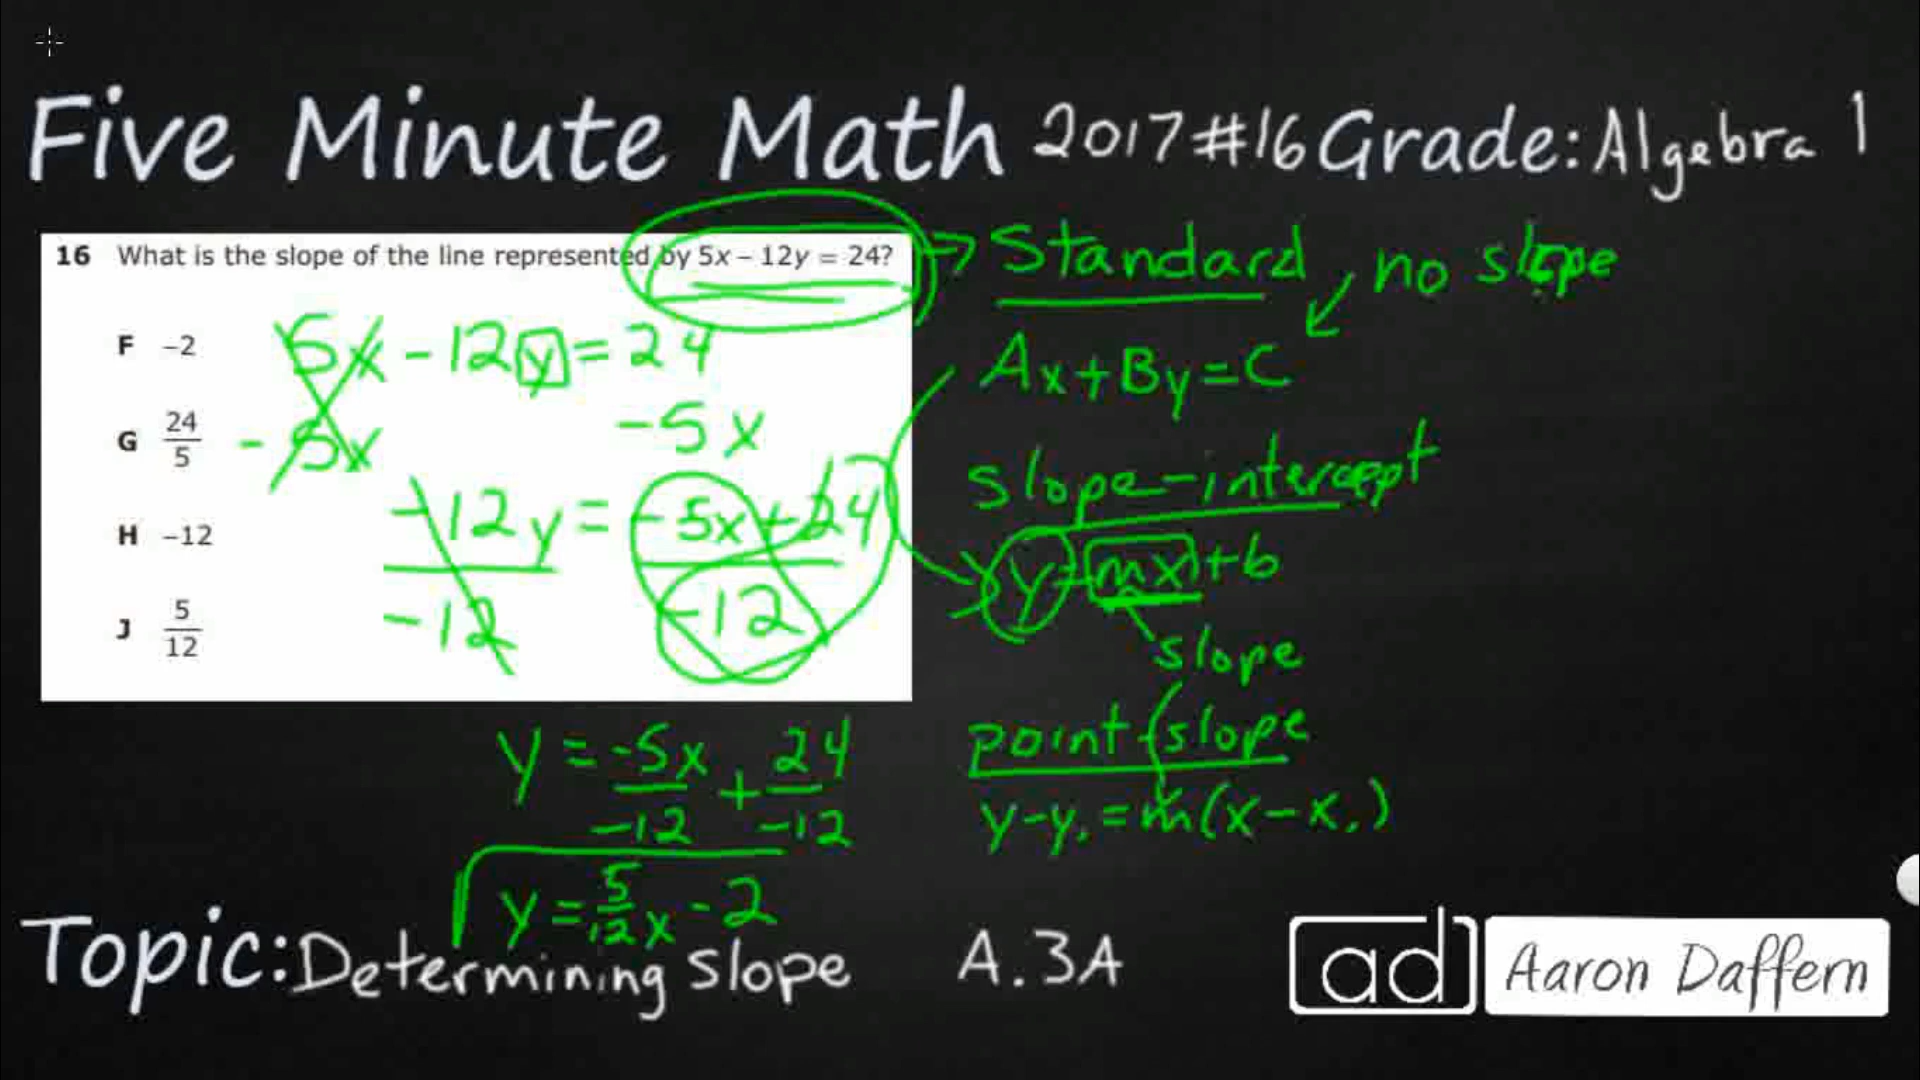 Five Minute Math 2017 #16 Grade: Algebra 1
16 What is the slope of the line represented by 5x – 12y = 24?
F –2
G 24/5
H –12
J 5/12
5x - 12y = 24
- 5x -5x
-12y = -5x + 24
-12 -12
y = -5x/-12 + 24/-12
y = 5/12 x - 2
→ Standard
no slope
Ax + By = C
slope-intercept
y = mx + b
slope
point-slope
y - y₁ = m(x - x₁)
Topic: Determining slope A.3A
ad Aaron Daffern